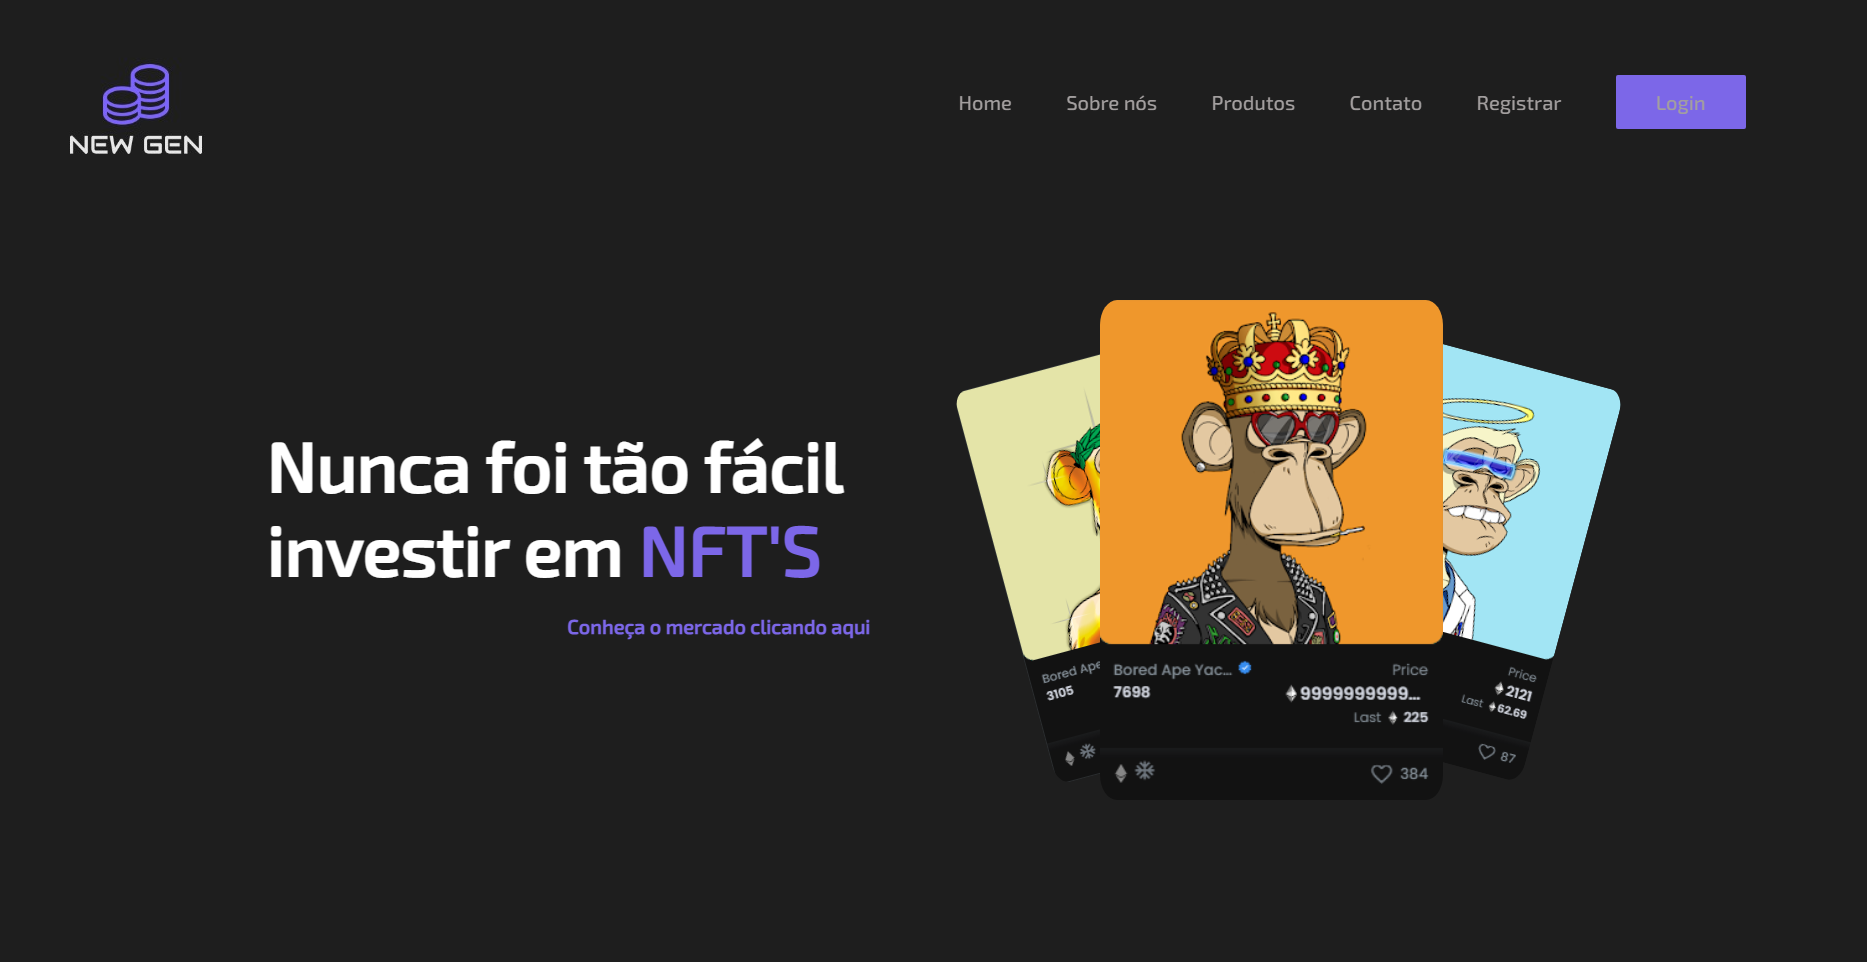 NEW GEN
Home Sobre nós Produtos Contato Registrar Login
Nunca foi tão fácil
investir em NFT'S
Conheça o mercado clicando aqui
Bored Ape
3105
Bored Ape Yac... Price
7698 9999999999...
Last 225
384
Price
2121
Last 62.69
87